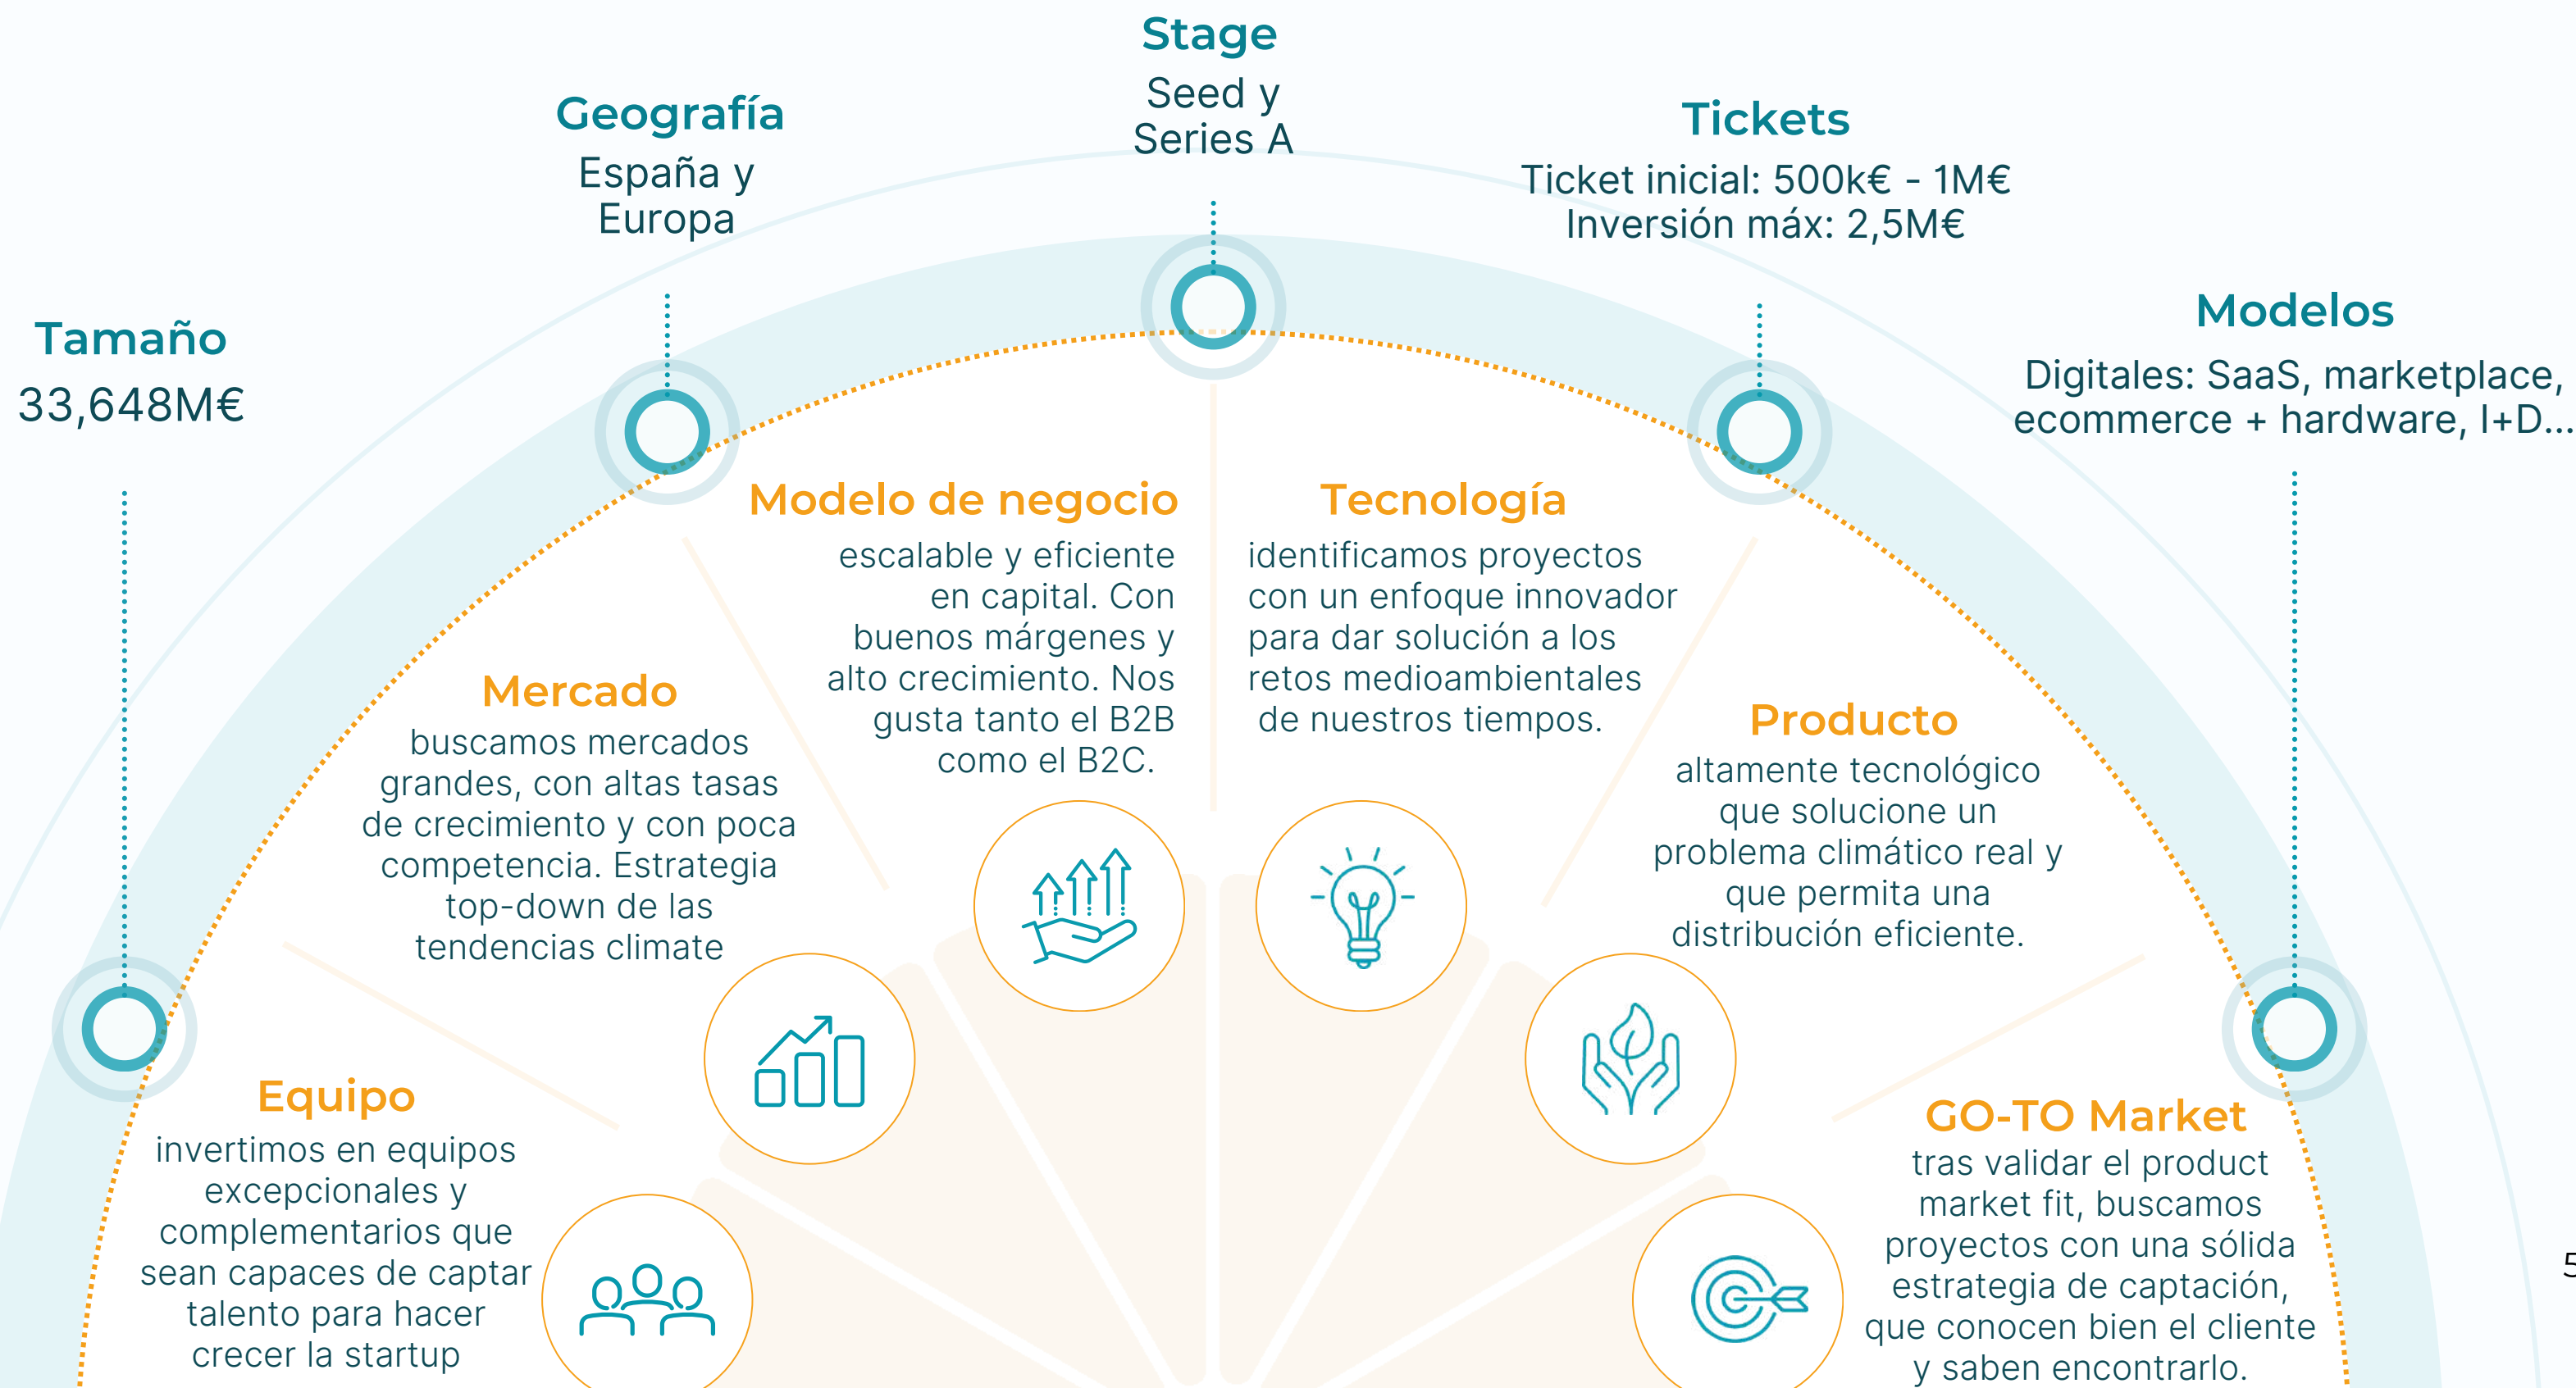 Stage
Seed y
Series A
Geografía
España y
Europa
Tickets
Ticket inicial: 500k€ - 1M€
Inversión máx: 2,5M€
Tamaño
33,648M€
Modelos
Digitales: SaaS, marketplace,
ecommerce + hardware, I+D...
Modelo de negocio
escalable y eficiente
en capital. Con
buenos márgenes y
alto crecimiento. Nos
gusta tanto el B2B
como el B2C.
Tecnología
identificamos proyectos
con un enfoque innovador
para dar solución a los
retos medioambientales
de nuestros tiempos.
Mercado
buscamos mercados
grandes, con altas tasas
de crecimiento y con poca
competencia. Estrategia
top-down de las
tendencias climate
Producto
altamente tecnológico
que solucione un
problema climático real y
que permita una
distribución eficiente.
Equipo
invertimos en equipos
excepcionales y
complementarios que
sean capaces de captar
talento para hacer
crecer la startup
GO-TO Market
tras validar el product
market fit, buscamos
proyectos con una sólida
estrategia de captación,
que conocen bien el cliente
y saben encontrarlo.